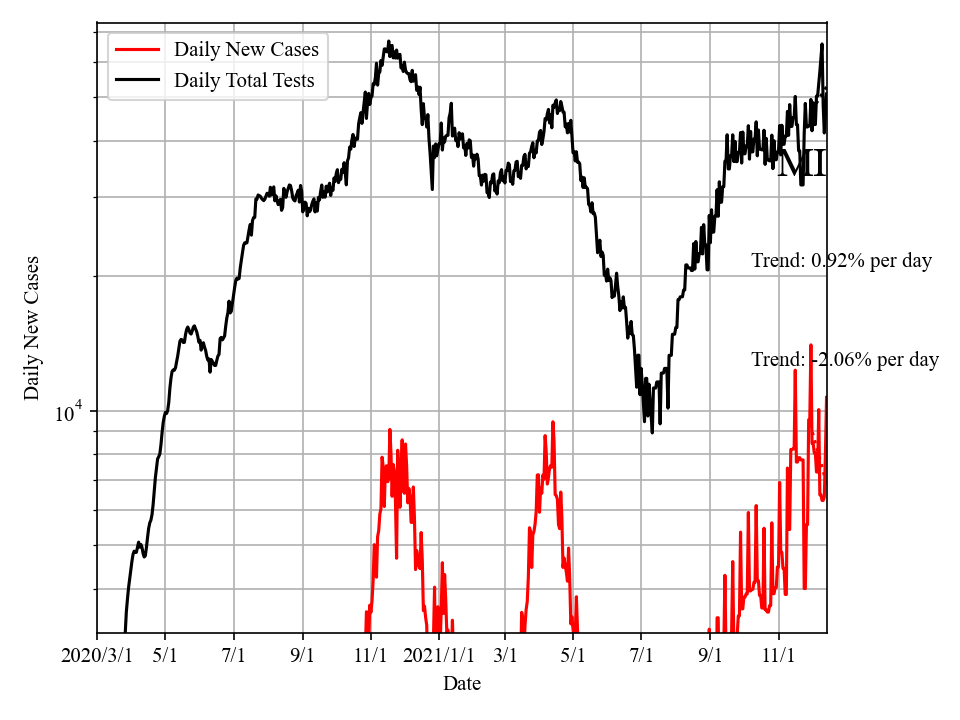 Daily New Cases
Daily Total Tests
MI
Trend: 0.92% per day
Trend: -2.06% per day
Daily New Cases
10^4
2020/3/1 5/1 7/1 9/1 11/1 2021/1/1 3/1 5/1 7/1 9/1 11/1
Date